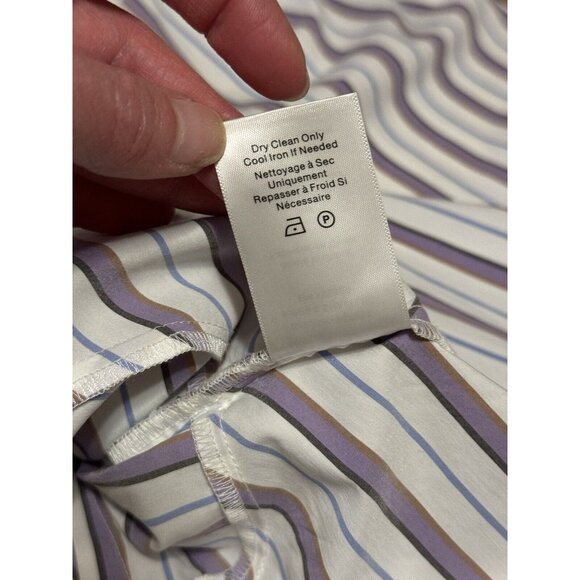 Dry Clean Only
Cool Iron If Needed
Nettoyage à Sec
Uniquement
Repasser à Froid Si
Nécessaire
P